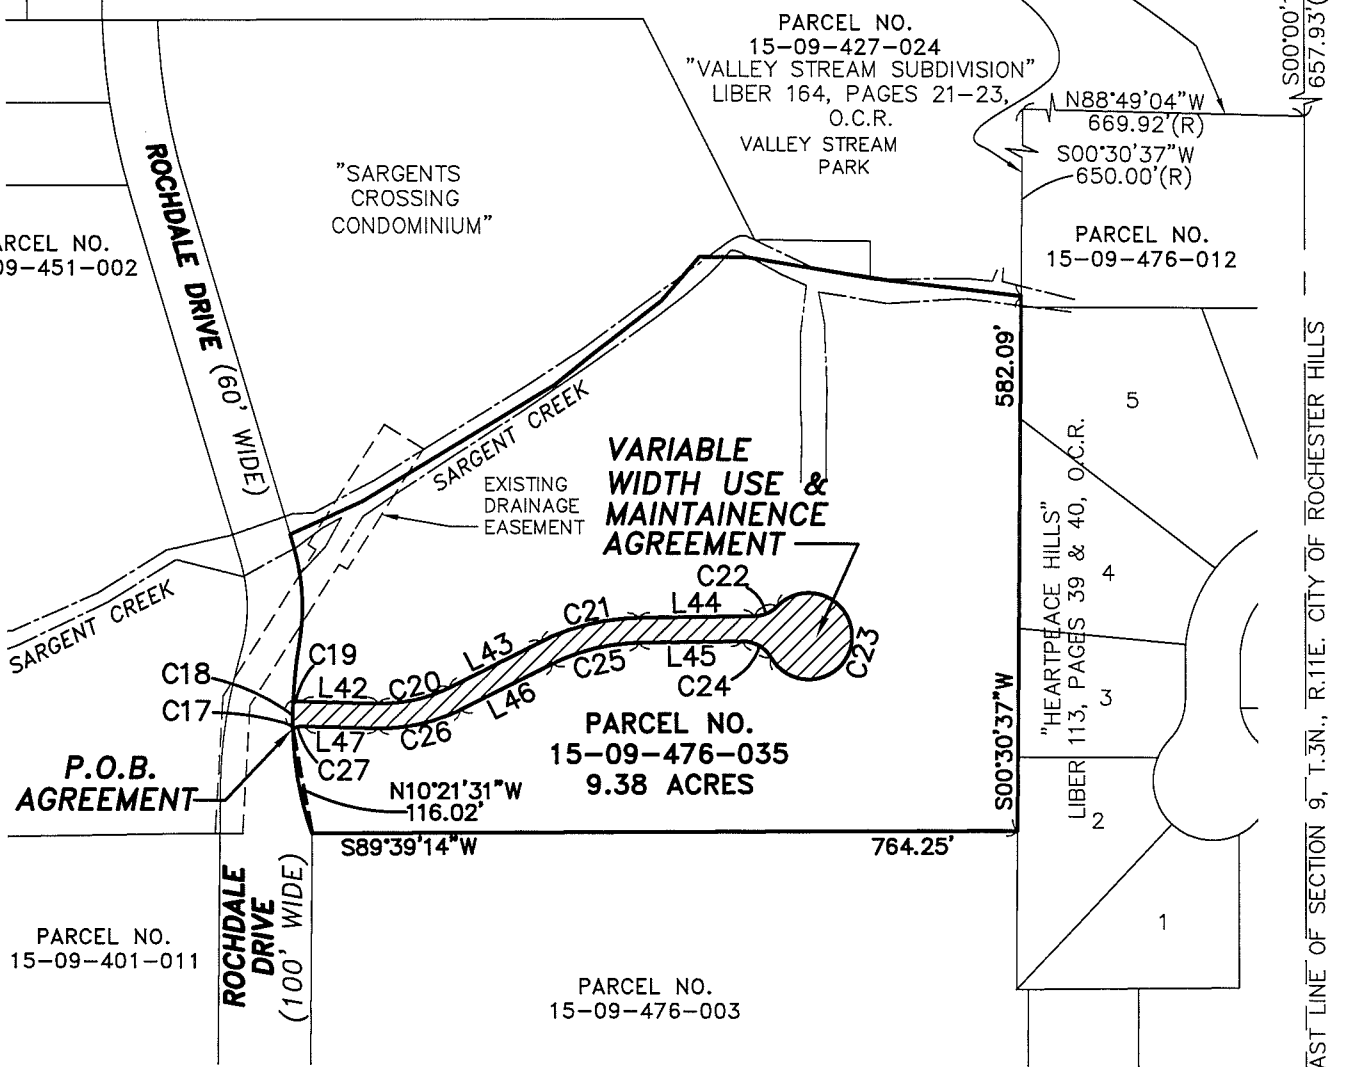 PARCEL NO.
15-09-427-024
"VALLEY STREAM SUBDIVISION"
LIBER 164, PAGES 21-23,
O.C.R.
VALLEY STREAM
PARK
S00°00'
657.93'(
N88°49'04"W
669.92'(R)
S00°30'37"W
650.00'(R)
PARCEL NO.
15-09-476-012
"SARGENTS
CROSSING
CONDOMINIUM"
ROCHDALE DRIVE (60' WIDE)
ARCEL NO.
09-451-002
SARGENT CREEK
EXISTING
DRAINAGE
EASEMENT
VARIABLE
WIDTH USE &
MAINTAINENCE
AGREEMENT
582.09'
S00°30'37"W
"HEARTPEACE HILLS"
LIBER 113, PAGES 39 & 40, O.C.R.
5
4
3
2
1
AST LINE OF SECTION 9, T.3N., R.11E. CITY OF ROCHESTER HILLS
SARGENT CREEK
C22
C21
L44
C23
L43
C25
L45
C24
C19
C18
L42
C20
L46
C17
L47
C26
C27
P.O.B.
AGREEMENT
PARCEL NO.
15-09-476-035
9.38 ACRES
N10°21'31"W
116.02'
S89°39'14"W
764.25'
ROCHDALE
DRIVE
(100' WIDE)
PARCEL NO.
15-09-401-011
PARCEL NO.
15-09-476-003